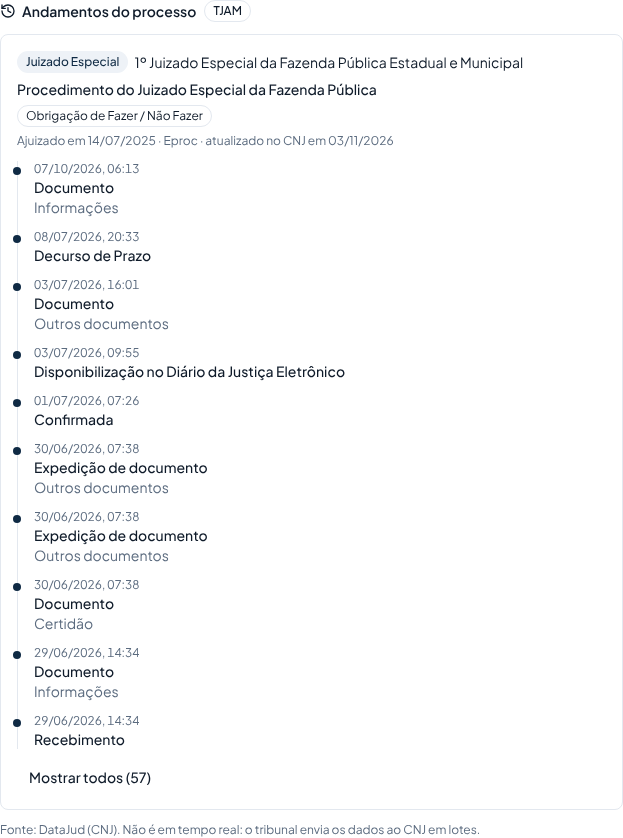 Andamentos do processo TJAM
Juizado Especial 1º Juizado Especial da Fazenda Pública Estadual e Municipal
Procedimento do Juizado Especial da Fazenda Pública
Obrigação de Fazer / Não Fazer
Ajuizado em 14/07/2025 · Eproc · atualizado no CNJ em 03/11/2026
07/10/2026, 06:13
Documento
Informações
08/07/2026, 20:33
Decurso de Prazo
03/07/2026, 16:01
Documento
Outros documentos
03/07/2026, 09:55
Disponibilização no Diário da Justiça Eletrônico
01/07/2026, 07:26
Confirmada
30/06/2026, 07:38
Expedição de documento
Outros documentos
30/06/2026, 07:38
Expedição de documento
Outros documentos
30/06/2026, 07:38
Documento
Certidão
29/06/2026, 14:34
Documento
Informações
29/06/2026, 14:34
Recebimento
Mostrar todos (57)
Fonte: DataJud (CNJ). Não é em tempo real: o tribunal envia os dados ao CNJ em lotes.